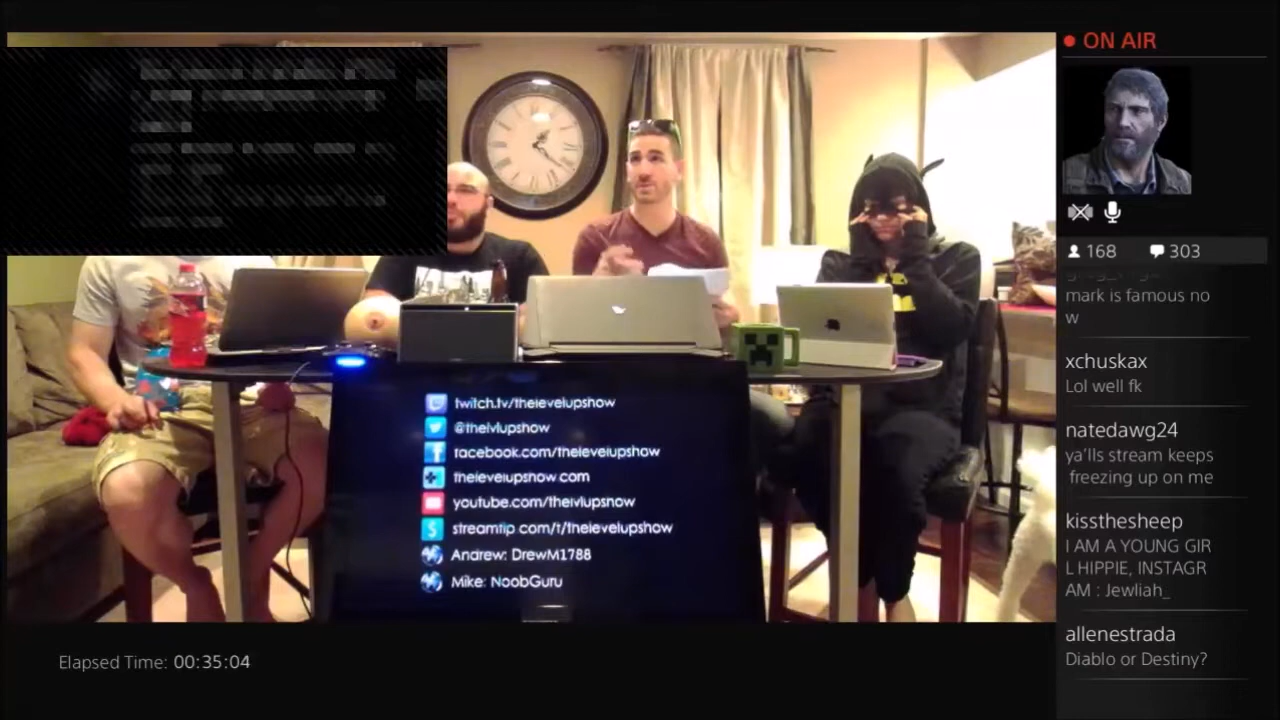 ON AIR
168 303
mark is famous no
w
xchuskax
Lol well fk
natedawg24
ya'lls stream keeps
freezing up on me
kissthesheep
I AM A YOUNG GIR
L HIPPIE, INSTAGR
AM : Jewliah_
allenestrada
Diablo or Destiny?
twitch.tv/thelevelupshow
@thelvlupshow
facebook.com/thelevelupshow
thelevelupshow.com
youtube.com/thelvlupshow
streamtip.com/t/thelevelupshow
Andrew: DrewM1788
Mike: NoobGuru
Elapsed Time: 00:35:04